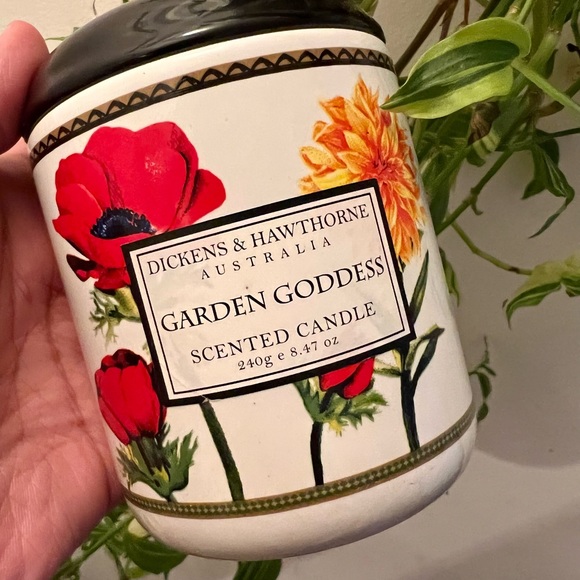 DICKENS & HAWTHORNE
AUSTRALIA
GARDEN GODDESS
SCENTED CANDLE
240g e 8.47 oz